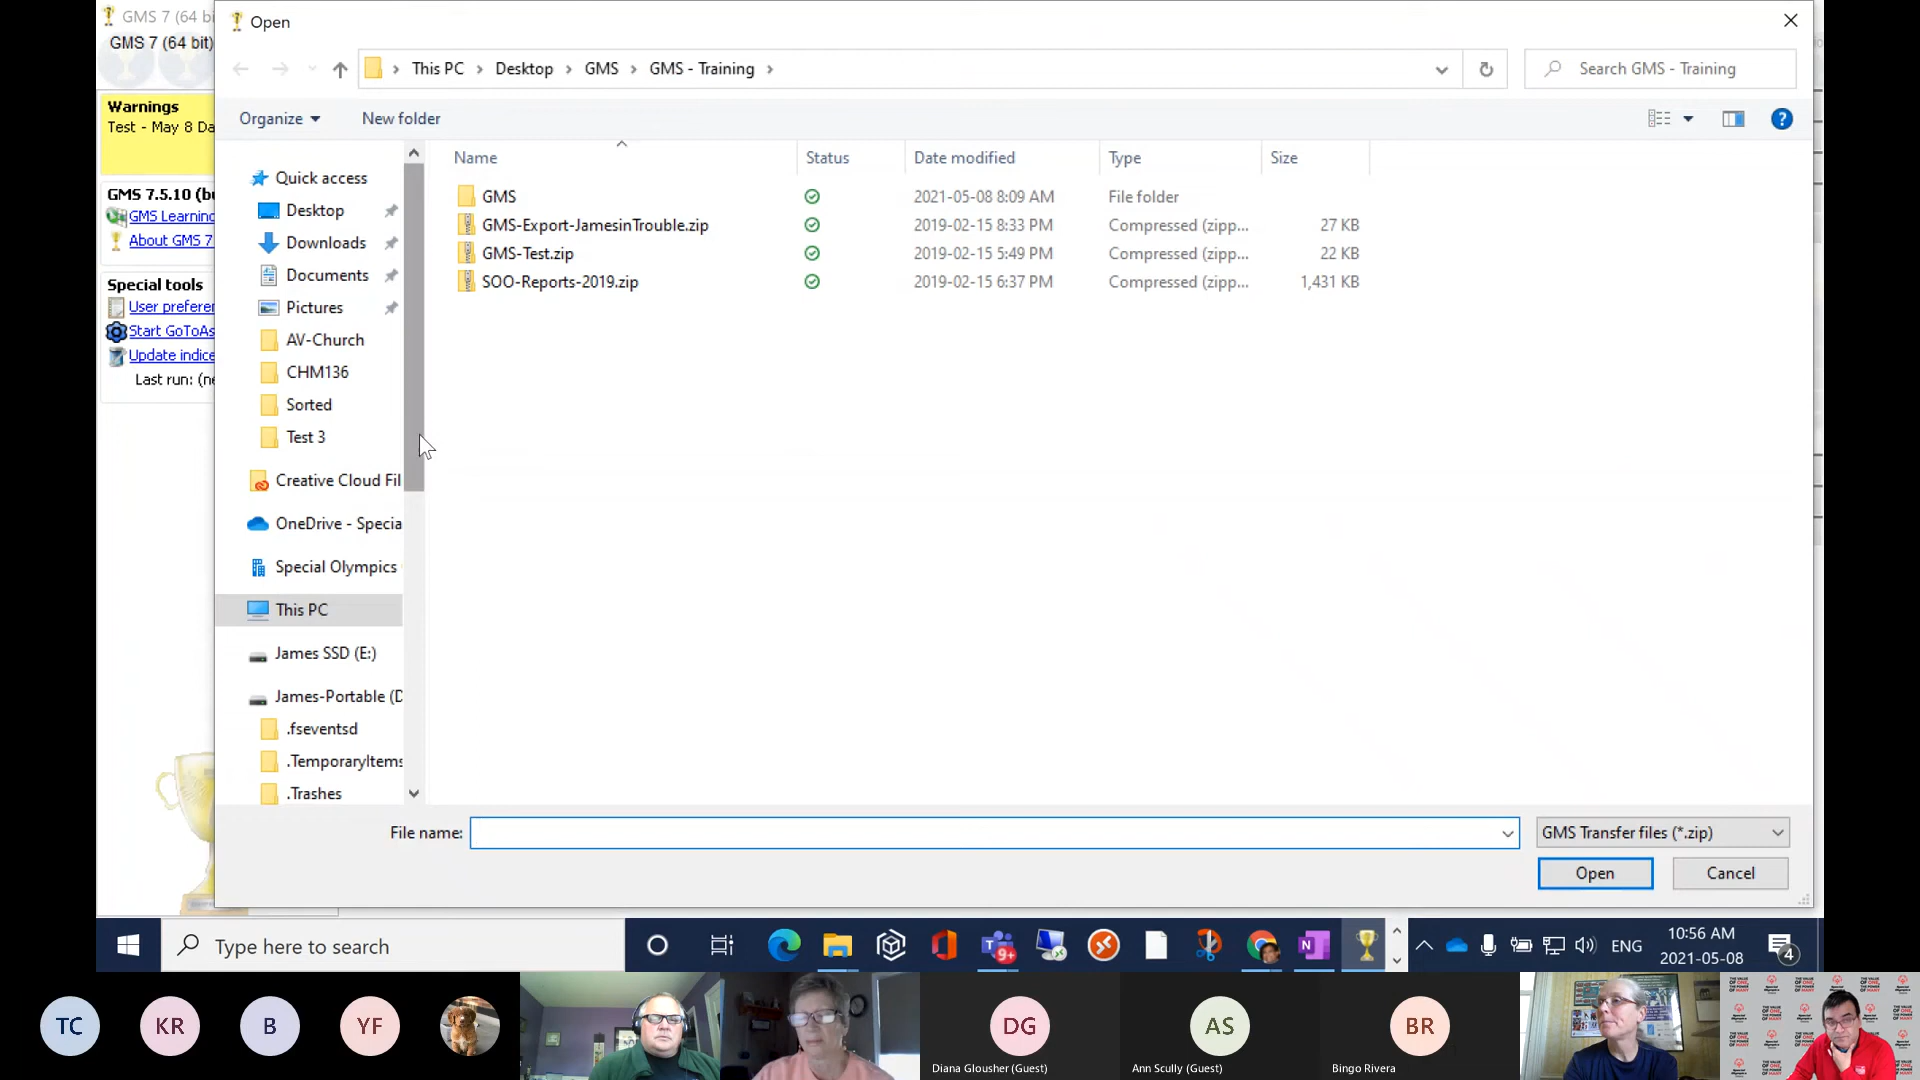 GMS 7 (64 bi
Open
GMS 7 (64 bit)
This PC
Desktop
GMS
GMS - Training
Search GMS - Training
Warnings
Test - May 8 Da
Organize
New folder
Name
Status
Date modified
Type
Size
GMS 7.5.10 (bu
GMS Learning
About GMS 7
Special tools
User preferen
Start GoToAs
Update indice
Last run: (ne
Quick access
Desktop
Downloads
Documents
Pictures
AV-Church
CHM136
Sorted
Test 3
Creative Cloud Fil
OneDrive - Specia
Special Olympics
This PC
James SSD (E:)
James-Portable (D
.fseventsd
.TemporaryItems
.Trashes
GMS 2021-05-08 8:09 AM File folder
GMS-Export-JamesinTrouble.zip 2019-02-15 8:33 PM Compressed (zipp... 27 KB
GMS-Test.zip 2019-02-15 5:49 PM Compressed (zipp... 22 KB
SOO-Reports-2019.zip 2019-02-15 6:37 PM Compressed (zipp... 1,431 KB
File name:
GMS Transfer files (*.zip)
Open
Cancel
Type here to search
9+
N
ENG
10:56 AM
2021-05-08
4
TC
KR
B
YF
DG
AS
BR
Diana Glousher (Guest)
Ann Scully (Guest)
Bingo Rivera